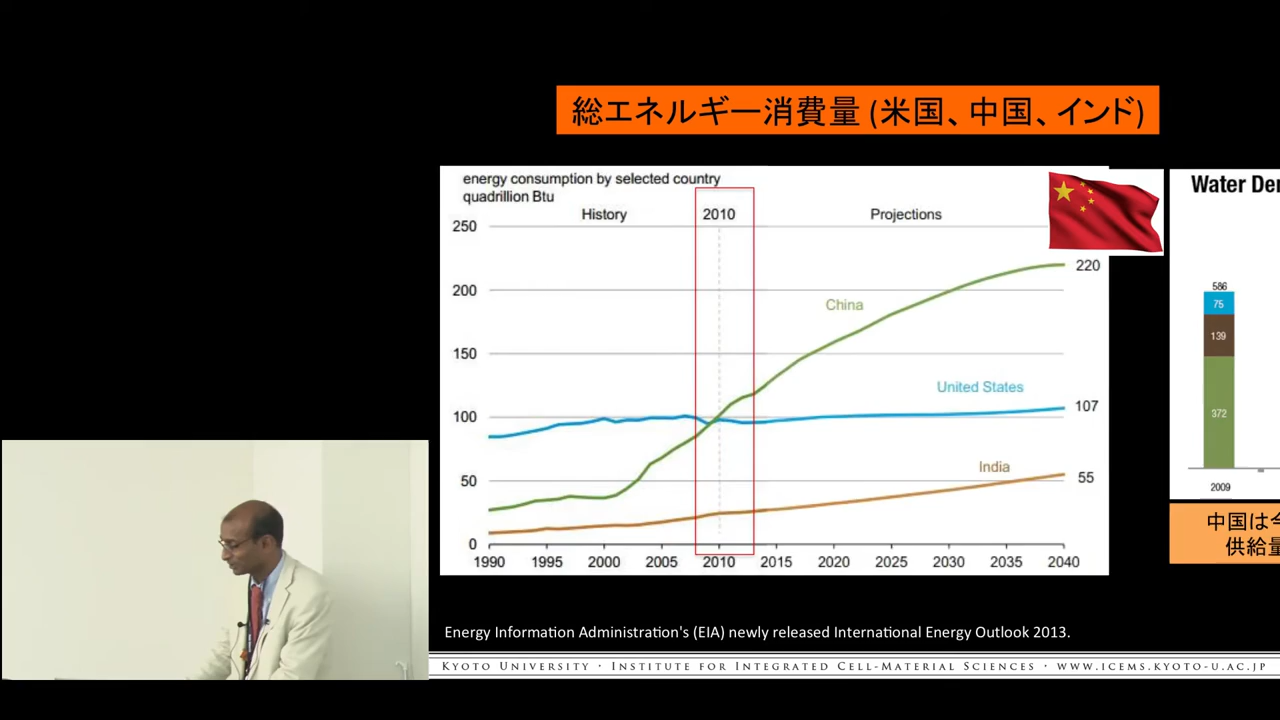 総エネルギー消費量 (米国、中国、インド)
energy consumption by selected country
quadrillion Btu
History
2010
Projections
250
200
150
100
50
0
China
United States
India
220
107
55
1990 1995 2000 2005 2010 2015 2020 2025 2030 2035 2040
Water De
586
75
139
372
2009
中国は
供給量
Energy Information Administration's (EIA) newly released International Energy Outlook 2013.
KYOTO UNIVERSITY · INSTITUTE FOR INTEGRATED CELL-MATERIAL SCIENCES · WWW.ICEMS.KYOTO-U.AC.JP